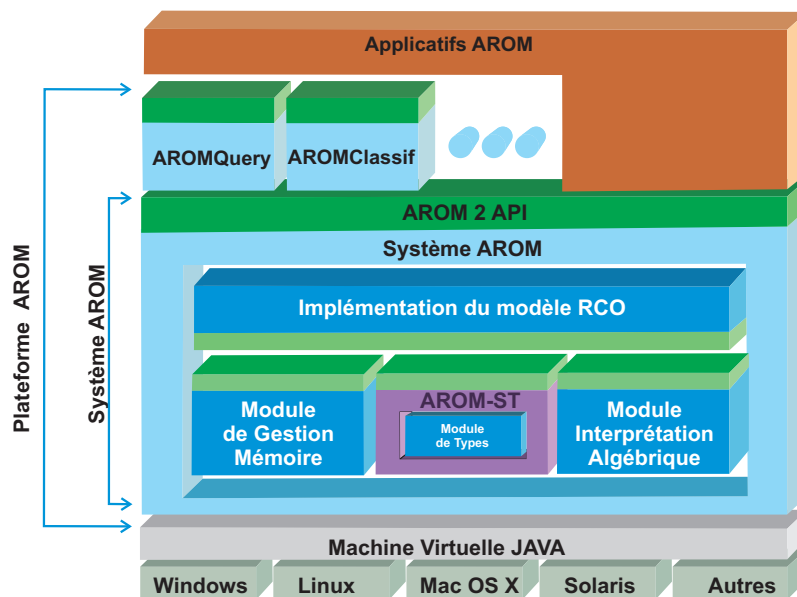 Applicatifs AROM
AROMQuery
AROMClassif
AROM 2 API
Système AROM
Implémentation du modèle RCO
Module
de Gestion
Mémoire
AROM-ST
Module
de Types
Module
Interprétation
Algébrique
Plateforme AROM
Système AROM
Machine Virtuelle JAVA
Windows
Linux
Mac OS X
Solaris
Autres